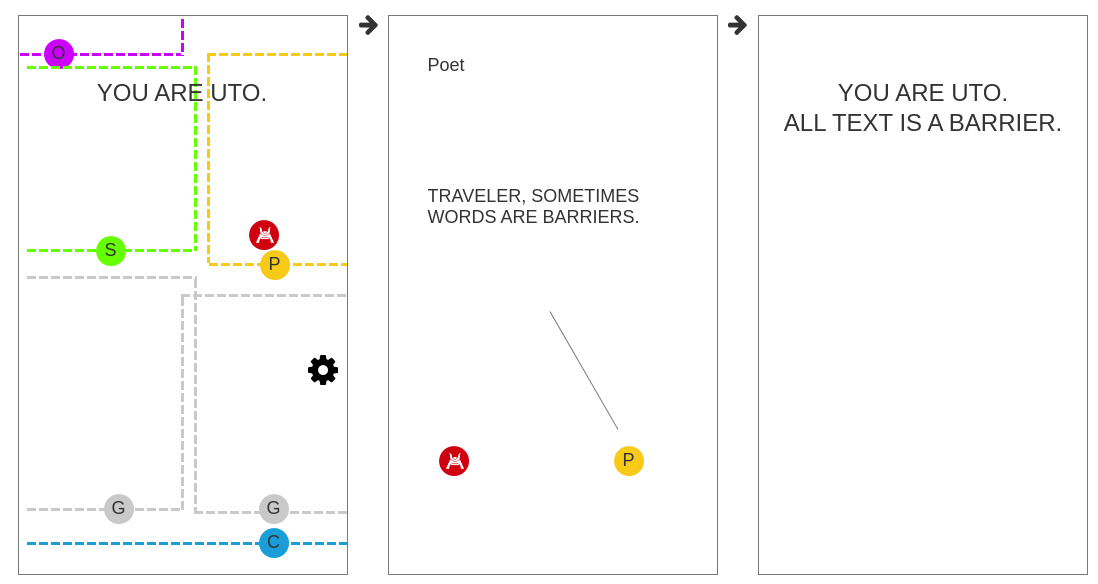 O
YOU ARE UTO.
S
P
G
G
C
Poet
TRAVELER, SOMETIMES
WORDS ARE BARRIERS.
P
YOU ARE UTO.
ALL TEXT IS A BARRIER.